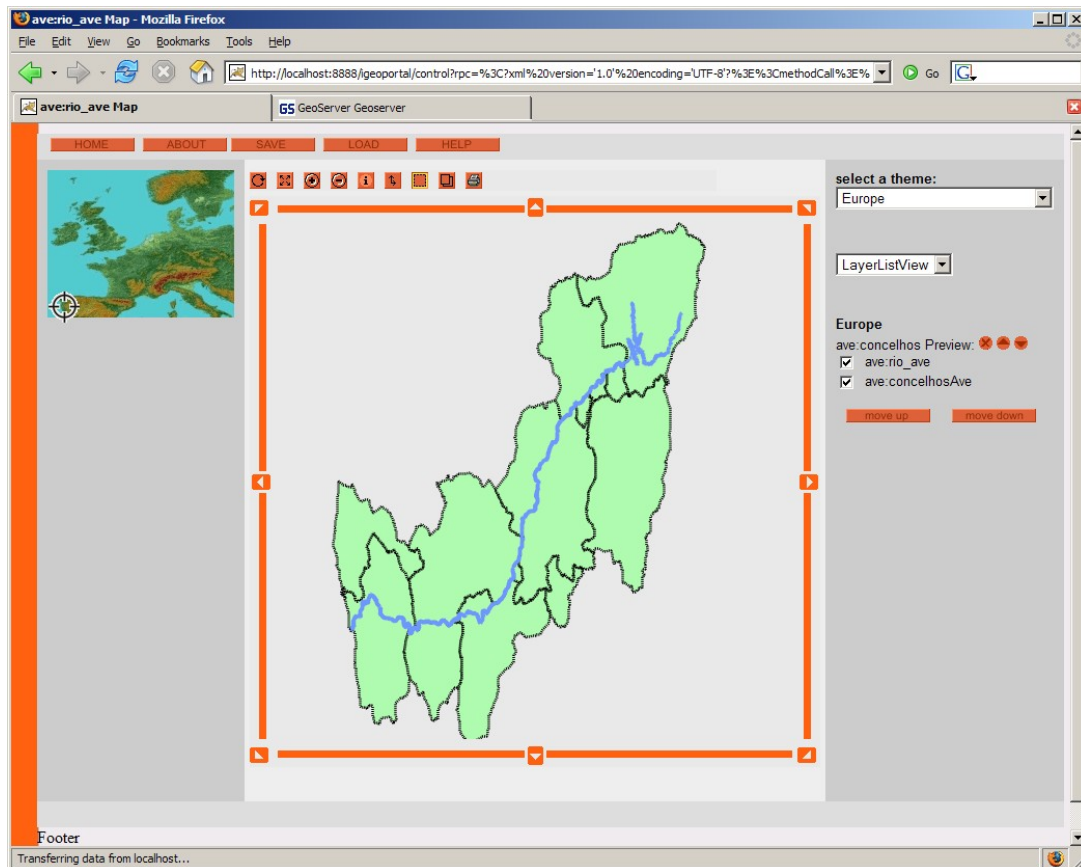 ave:rio_ave Map - Mozilla Firefox
File Edit View Go Bookmarks Tools Help
http://localhost:8888/igeoportal/control?rpc=%3C?xml%20version='1.0'%20encoding='UTF-8'?%3E%3CmethodCall%3E% Go G
ave:rio_ave Map
GS GeoServer Geoserver
HOME ABOUT SAVE LOAD HELP
select a theme:
Europe
LayerListView
Europe
ave:concelhos Preview:
ave:rio_ave
ave:concelhosAve
move up move down
Footer
Transferring data from localhost...